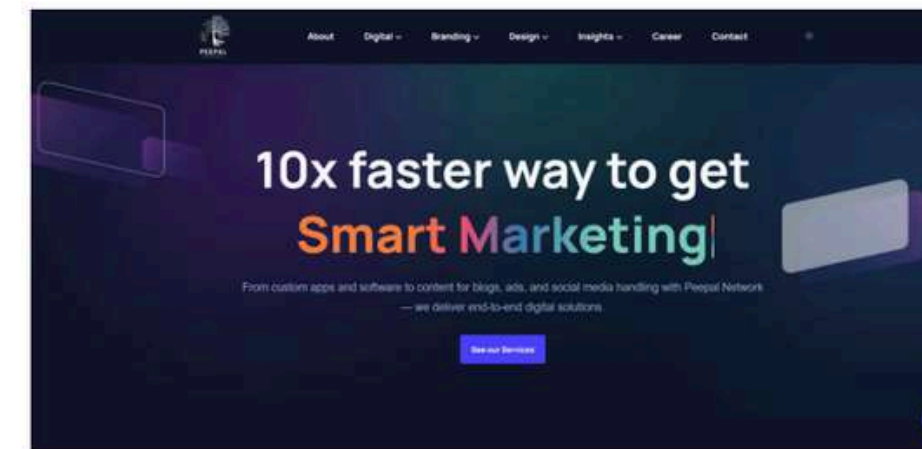 PEEPAL
About Digital Branding Design Insights Career Contact
10x faster way to get
Smart Marketing
From custom apps and software to content for blogs, ads, and social media handling with Peepal Network
— we deliver end-to-end digital solutions.
See our Services